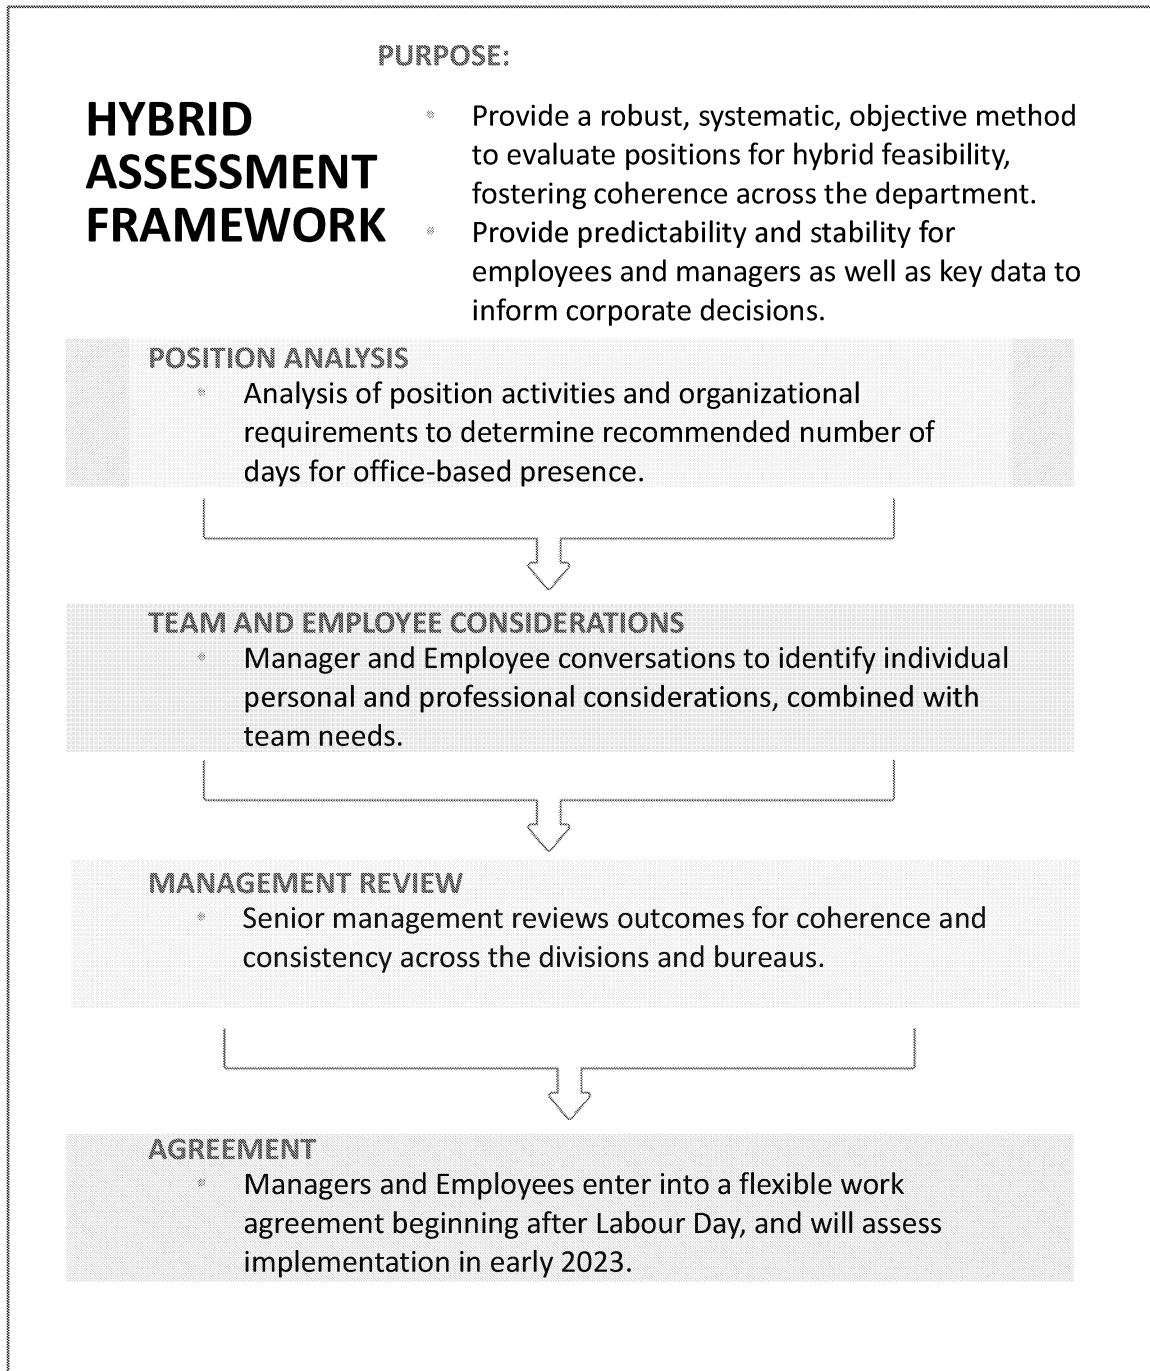 PURPOSE:
HYBRID
ASSESSMENT
FRAMEWORK
Provide a robust, systematic, objective method
to evaluate positions for hybrid feasibility,
fostering coherence across the department.
Provide predictability and stability for
employees and managers as well as key data to
inform corporate decisions.
POSITION ANALYSIS
Analysis of position activities and organizational
requirements to determine recommended number of
days for office-based presence.
TEAM AND EMPLOYEE CONSIDERATIONS
Manager and Employee conversations to identify individual
personal and professional considerations, combined with
team needs.
MANAGEMENT REVIEW
Senior management reviews outcomes for coherence and
consistency across the divisions and bureaus.
AGREEMENT
Managers and Employees enter into a flexible work
agreement beginning after Labour Day, and will assess
implementation in early 2023.